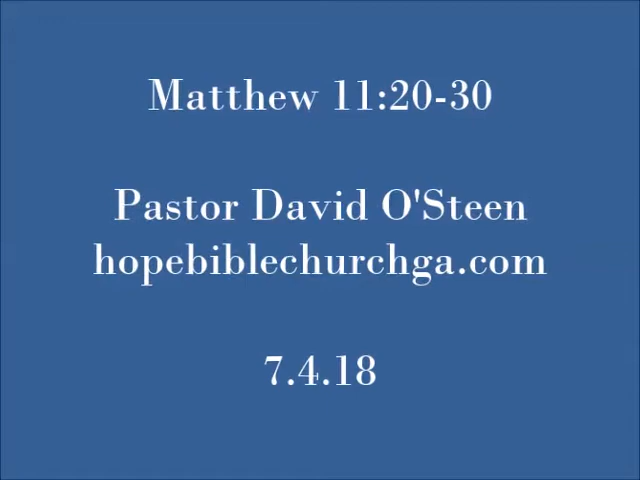 Matthew 11:20-30
Pastor David O'Steen
hopebiblechurchga.com
7.4.18